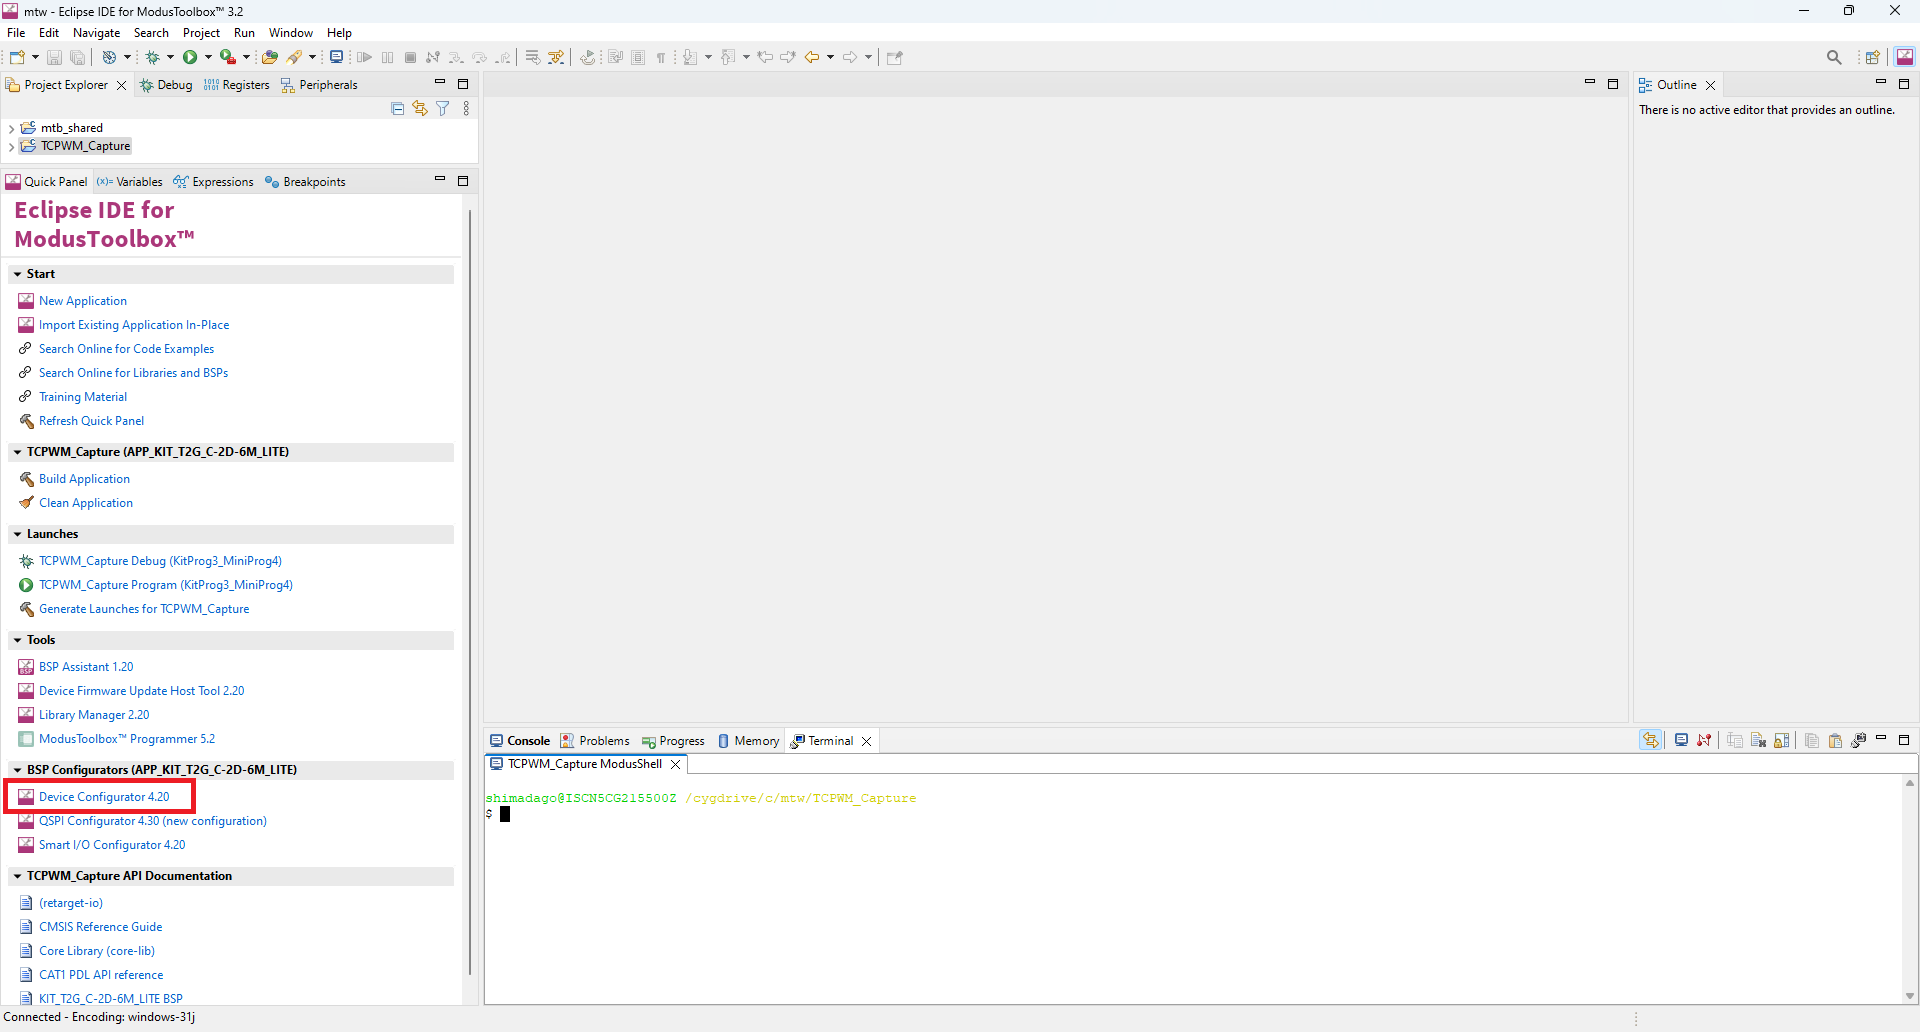 mtw - Eclipse IDE for ModusToolbox™ 3.2
File Edit Navigate Search Project Run Window Help
Project Explorer Debug Registers Peripherals
mtb_shared
TCPWM_Capture
Quick Panel (x)= Variables Expressions Breakpoints
Eclipse IDE for
ModusToolbox™
Start
New Application
Import Existing Application In-Place
Search Online for Code Examples
Search Online for Libraries and BSPs
Training Material
Refresh Quick Panel
TCPWM_Capture (APP_KIT_T2G_C-2D-6M_LITE)
Build Application
Clean Application
Launches
TCPWM_Capture Debug (KitProg3_MiniProg4)
TCPWM_Capture Program (KitProg3_MiniProg4)
Generate Launches for TCPWM_Capture
Tools
BSP Assistant 1.20
Device Firmware Update Host Tool 2.20
Library Manager 2.20
ModusToolbox™ Programmer 5.2
BSP Configurators (APP_KIT_T2G_C-2D-6M_LITE)
Device Configurator 4.20
QSPI Configurator 4.30 (new configuration)
Smart I/O Configurator 4.20
TCPWM_Capture API Documentation
(retarget-io)
CMSIS Reference Guide
Core Library (core-lib)
CAT1 PDL API reference
KIT_T2G_C-2D-6M_LITE BSP
Outline
There is no active editor that provides an outline.
Console Problems Progress Memory Terminal
TCPWM_Capture ModusShell
shimadago@ISCN5CG215500Z /cygdrive/c/mtw/TCPWM_Capture
$
Connected - Encoding: windows-31j